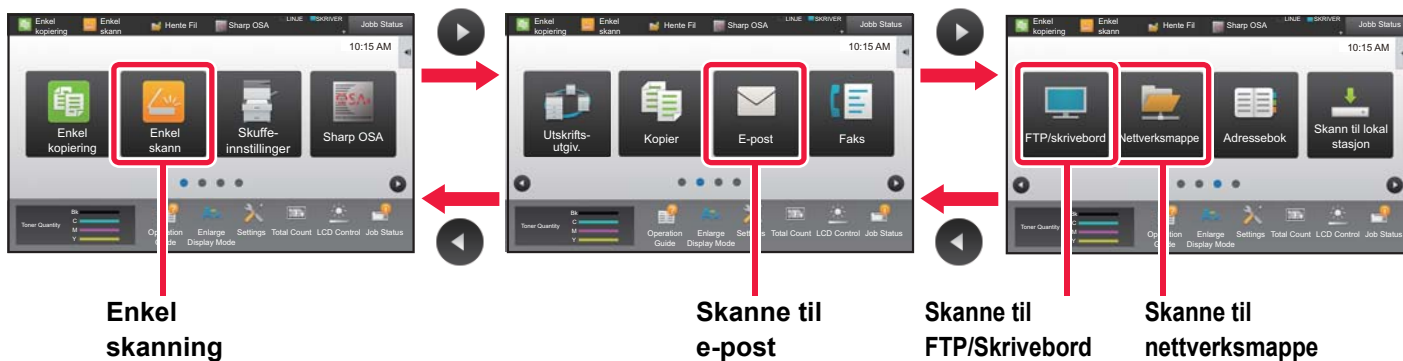 Enkel kopiering
Enkel skann
Hente Fil
Sharp OSA
LINJE
SKRIVER
Jobb Status
10:15 AM
Enkel
kopiering
Enkel
skann
Skuffe-
innstillinger
Sharp OSA
Toner Quantity
Bk
C
M
Y
Operation
Guide
Enlarge
Display Mode
Settings
Total Count
LCD Control
Job Status
Enkel
skanning
Enkel kopiering
Enkel skann
Hente Fil
Sharp OSA
LINJE
SKRIVER
Jobb Status
10:15 AM
Utskrifts-
utgiv.
Kopier
E-post
Faks
Toner Quantity
Bk
C
M
Y
Operation
Guide
Enlarge
Display Mode
Settings
Total Count
LCD Control
Job Status
Skanne til
e-post
Enkel kopiering
Enkel skann
Hente Fil
Sharp OSA
LINJE
SKRIVER
Jobb Status
10:15 AM
FTP/skrivebord
Nettverksmappe
Adressebok
Skann til lokal
stasjon
Toner Quantity
Bk
C
M
Y
Operation
Guide
Enlarge
Display Mode
Settings
Total Count
LCD Control
Job Status
Skanne til
FTP/Skrivebord
Skanne til
nettverksmappe